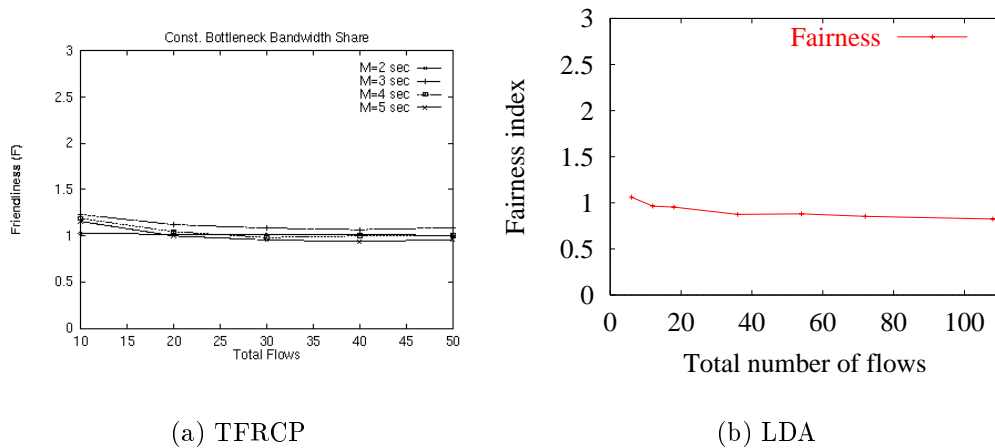 Const. Bottleneck Bandwidth Share
3
2.5
2
1.5
1
0.5
0
Friendliness (F)
M=2 sec
M=3 sec
M=4 sec
M=5 sec
10 15 20 25 30 35 40 45 50
Total Flows
(a) TFRCP
3
2.5
2
1.5
1
0.5
0
Fairness index
Fairness
0 20 40 60 80 100
Total number of flows
(b) LDA